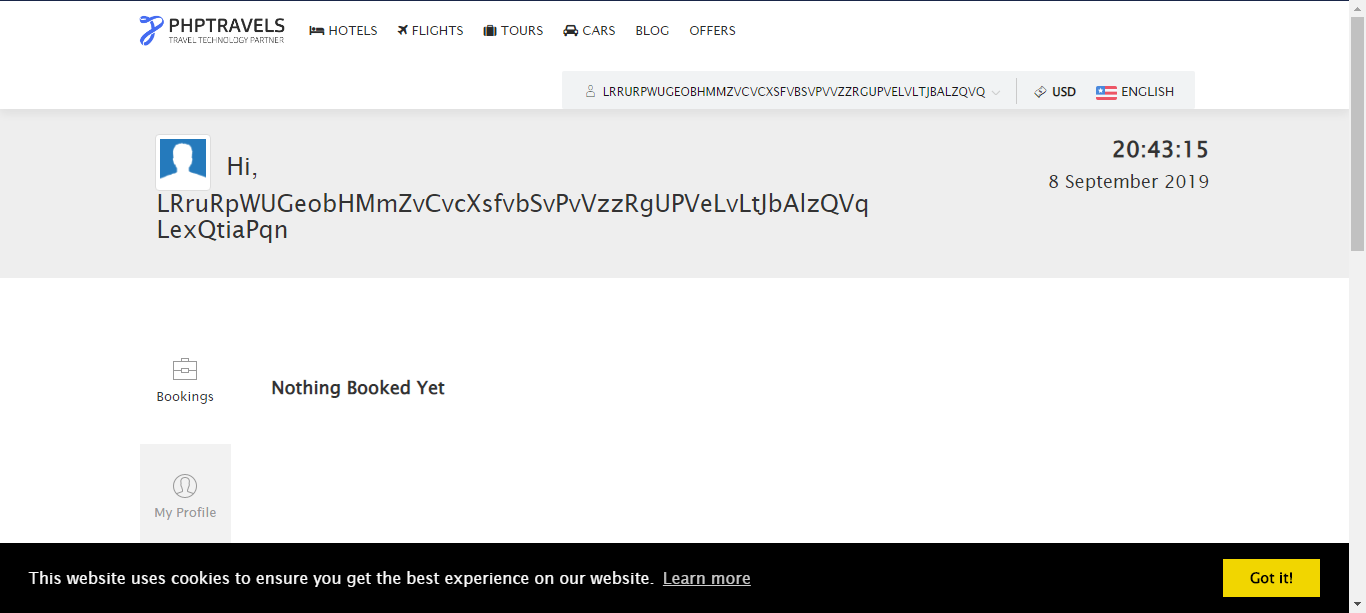 PHPTRAVELS
TRAVEL TECHNOLOGY PARTNER
HOTELS FLIGHTS TOURS CARS BLOG OFFERS
LRRURPWUGEOBHMMZVCVCXSFVBSVPVVZZRGUPVELVLTJBALZQVQ USD ENGLISH
Hi,
LRruRpWUGeobHMmZvCvcXsfvbSvPvVzzRgUPVeLvLtJbAlzQVq
LexQtiaPqn
20:43:15
8 September 2019
Bookings
Nothing Booked Yet
My Profile
This website uses cookies to ensure you get the best experience on our website. Learn more
Got it!